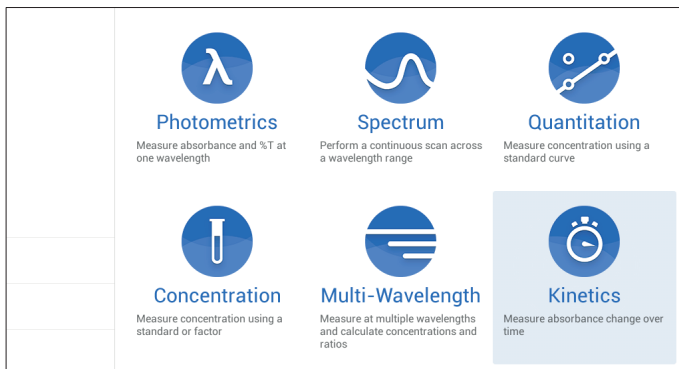 λ
Photometrics
Measure absorbance and %T at
one wavelength
Spectrum
Perform a continuous scan across
a wavelength range
Quantitation
Measure concentration using a
standard curve
Concentration
Measure concentration using a
standard or factor
Multi-Wavelength
Measure at multiple wavelengths
and calculate concentrations and
ratios
Kinetics
Measure absorbance change over
time